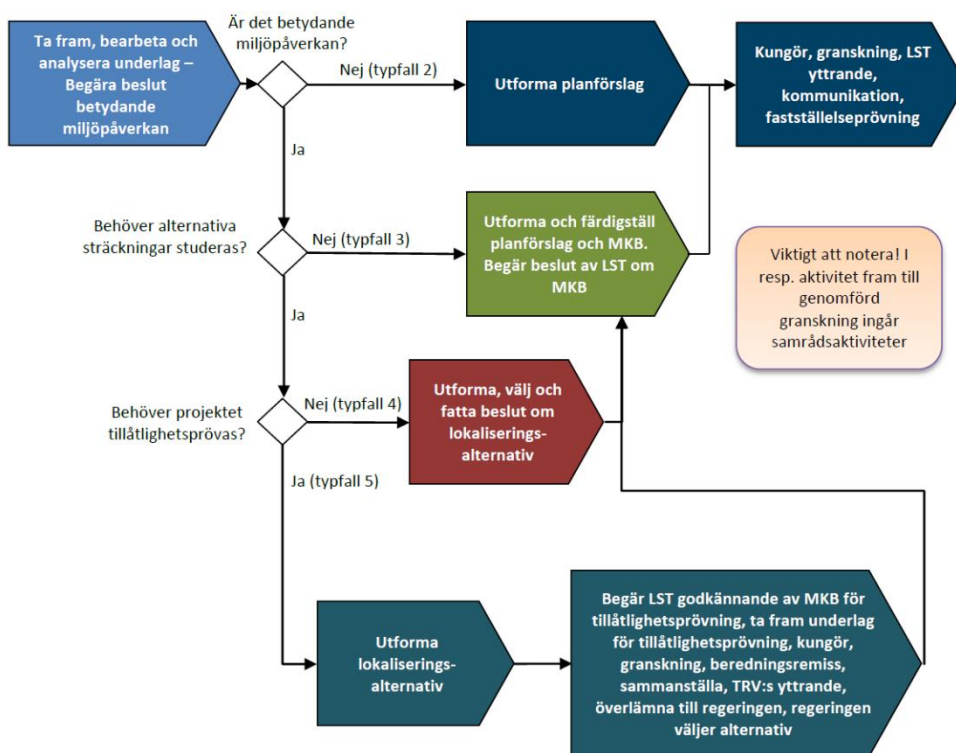 Är det betydande
miljöpåverkan?
Ta fram, bearbeta och
analysera underlag –
Begära beslut
betydande
miljöpåverkan
Nej (typfall 2)
Utforma planförslag
Kungör, granskning, LST
yttrande,
kommunikation,
fastställelseprövning
Ja
Behöver alternativa
sträckningar studeras?
Nej (typfall 3)
Utforma och färdigställ
planförslag och MKB.
Begär beslut av LST om
MKB
Viktigt att notera! I
resp. aktivitet fram till
genomförd
granskning ingår
samrådsaktiviteter
Ja
Behöver projektet
tillåtlighetsprövas?
Nej (typfall 4)
Utforma, välj och
fatta beslut om
lokaliserings-
alternativ
Ja (typfall 5)
Utforma
lokaliserings-
alternativ
Begär LST godkännande av MKB för
tillåtlighetsprövning, ta fram underlag
för tillåtlighetsprövning, kungör,
granskning, beredningsremiss,
sammanställa, TRV:s yttrande,
överlämna till regeringen, regeringen
väljer alternativ